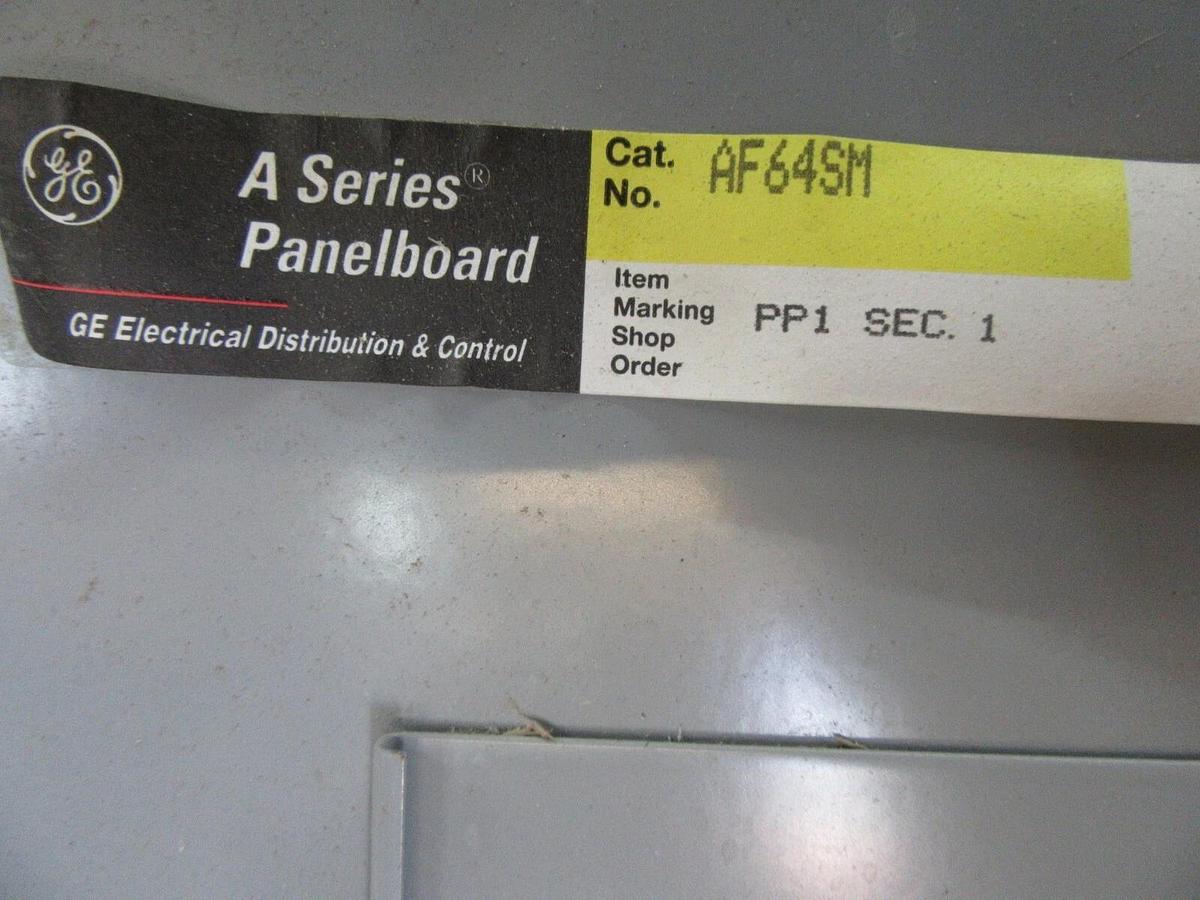 GE
A Series®
Panelboard
GE Electrical Distribution & Control
Cat.
No.
AF64SM
Item
Marking
Shop
Order
PP1 SEC. 1